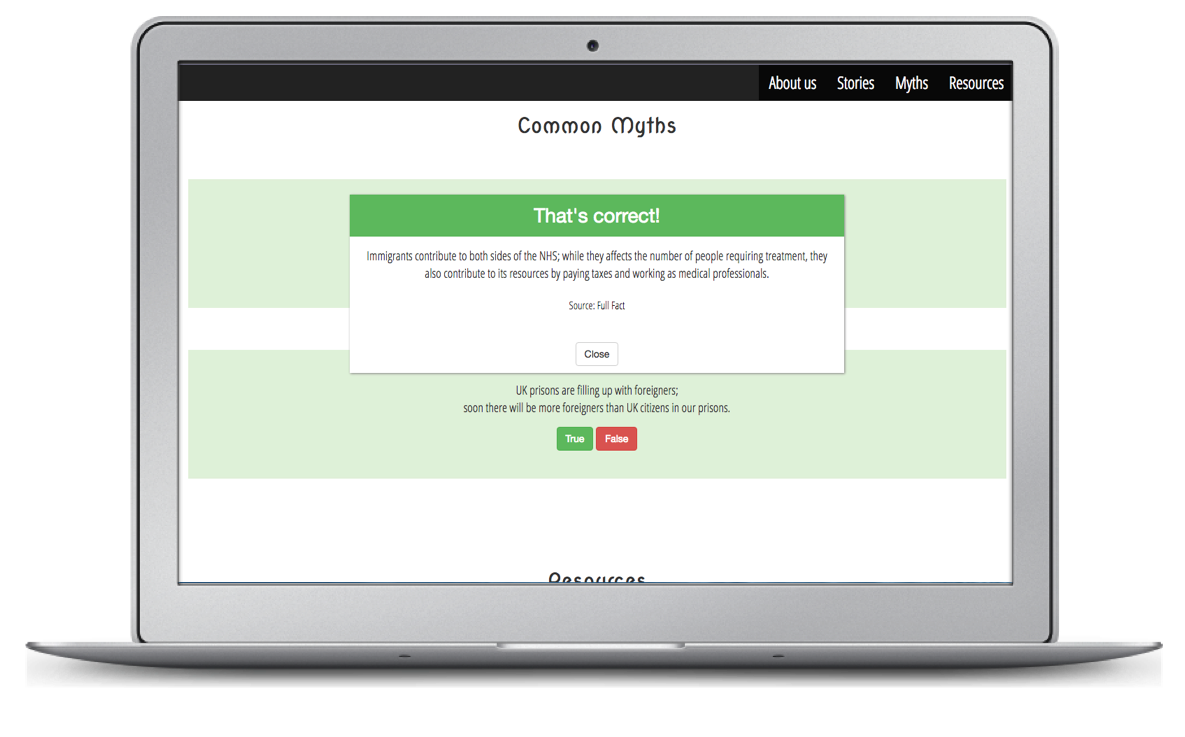 About us Stories Myths Resources
Common Myths
That's correct!
Immigrants contribute to both sides of the NHS; while they affects the number of people requiring treatment, they
also contribute to its resources by paying taxes and working as medical professionals.
Source: Full Fact
Close
UK prisons are filling up with foreigners;
soon there will be more foreigners than UK citizens in our prisons.
True False
Resources